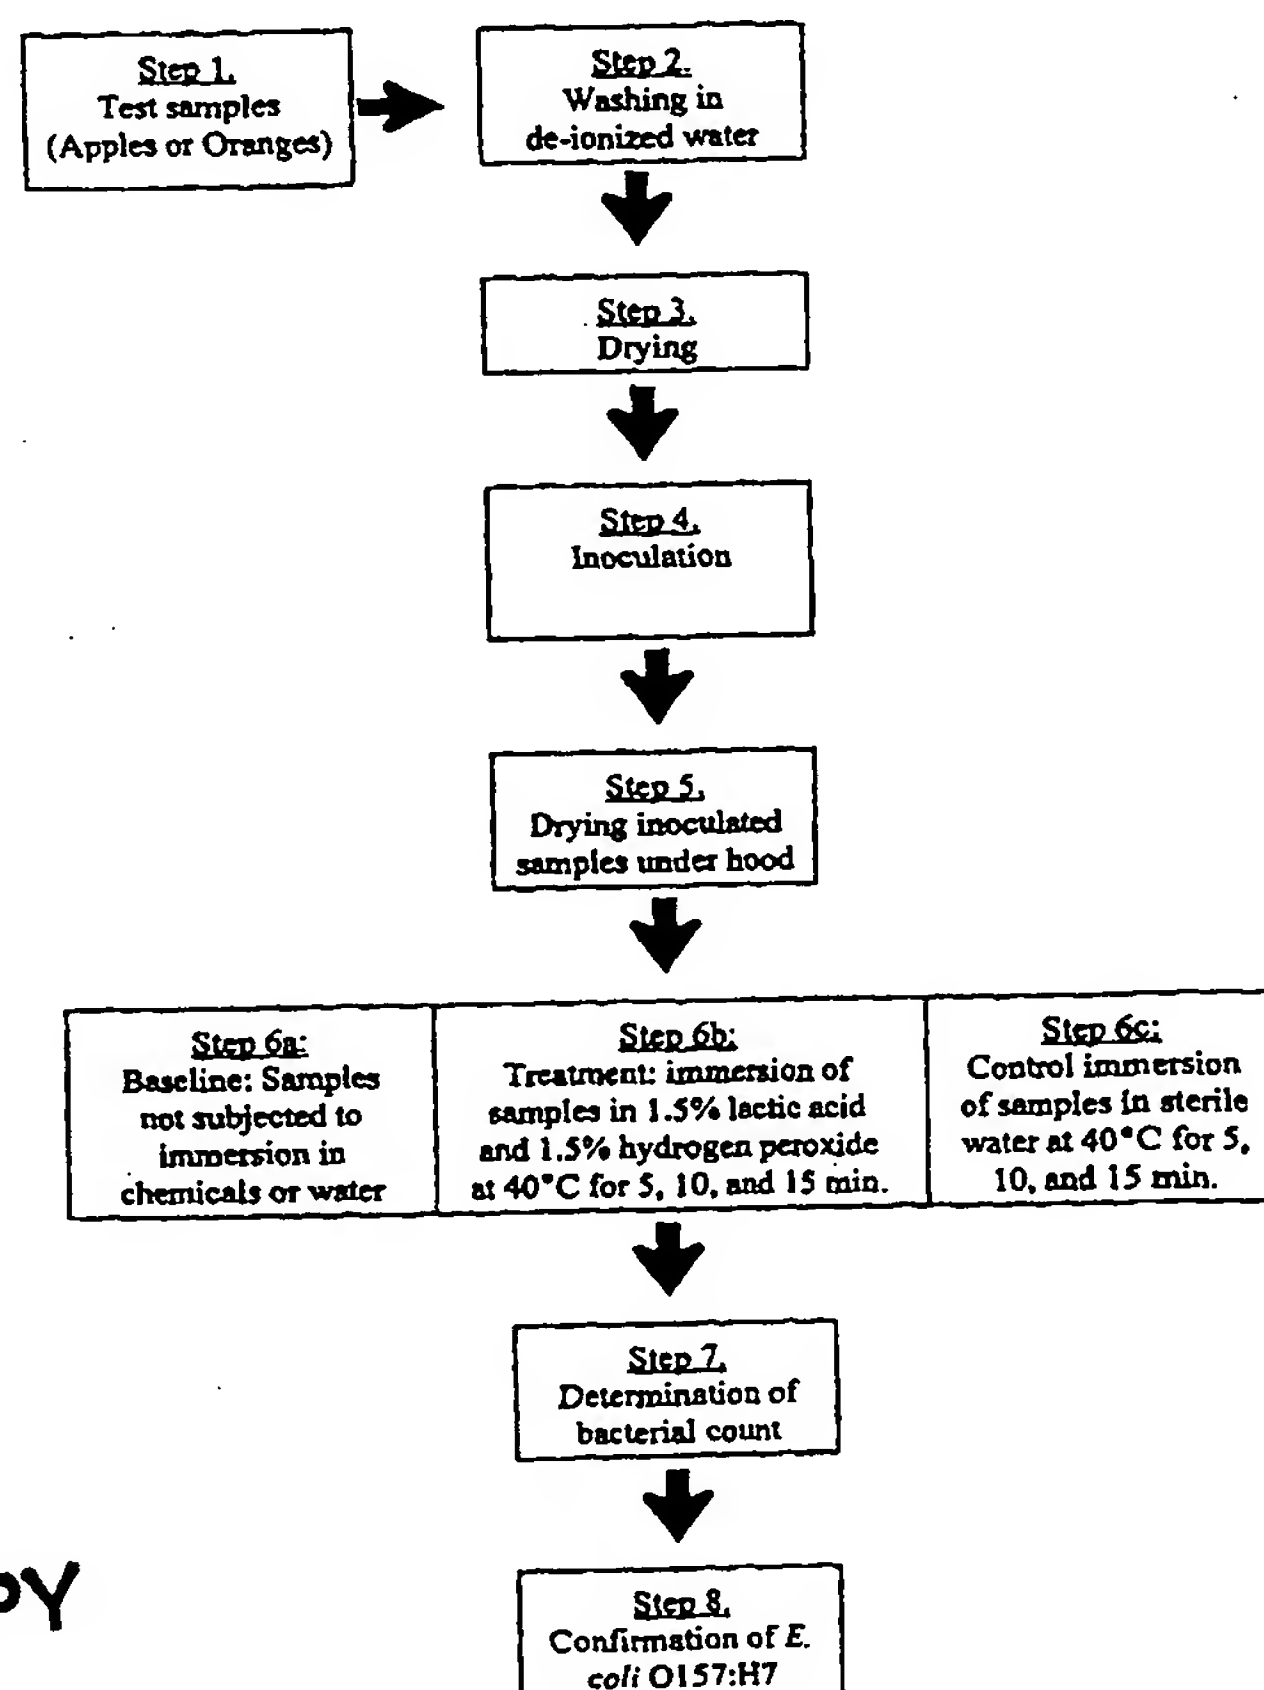 Step 1.
Test samples
(Apples or Oranges)
Step 2.
Washing in
de-ionized water
Step 3.
Drying
Step 4.
Inoculation
Step 5.
Drying inoculated
samples under hood
Step 6a:
Baseline: Samples
not subjected to
immersion in
chemicals or water
Step 6b:
Treatment: immersion of
samples in 1.5% lactic acid
and 1.5% hydrogen peroxide
at 40°C for 5, 10, and 15 min.
Step 6c:
Control immersion
of samples in sterile
water at 40°C for 5,
10, and 15 min.
Step 7.
Determination of
bacterial count
Step 8.
Confirmation of E.
coli O157:H7
PY